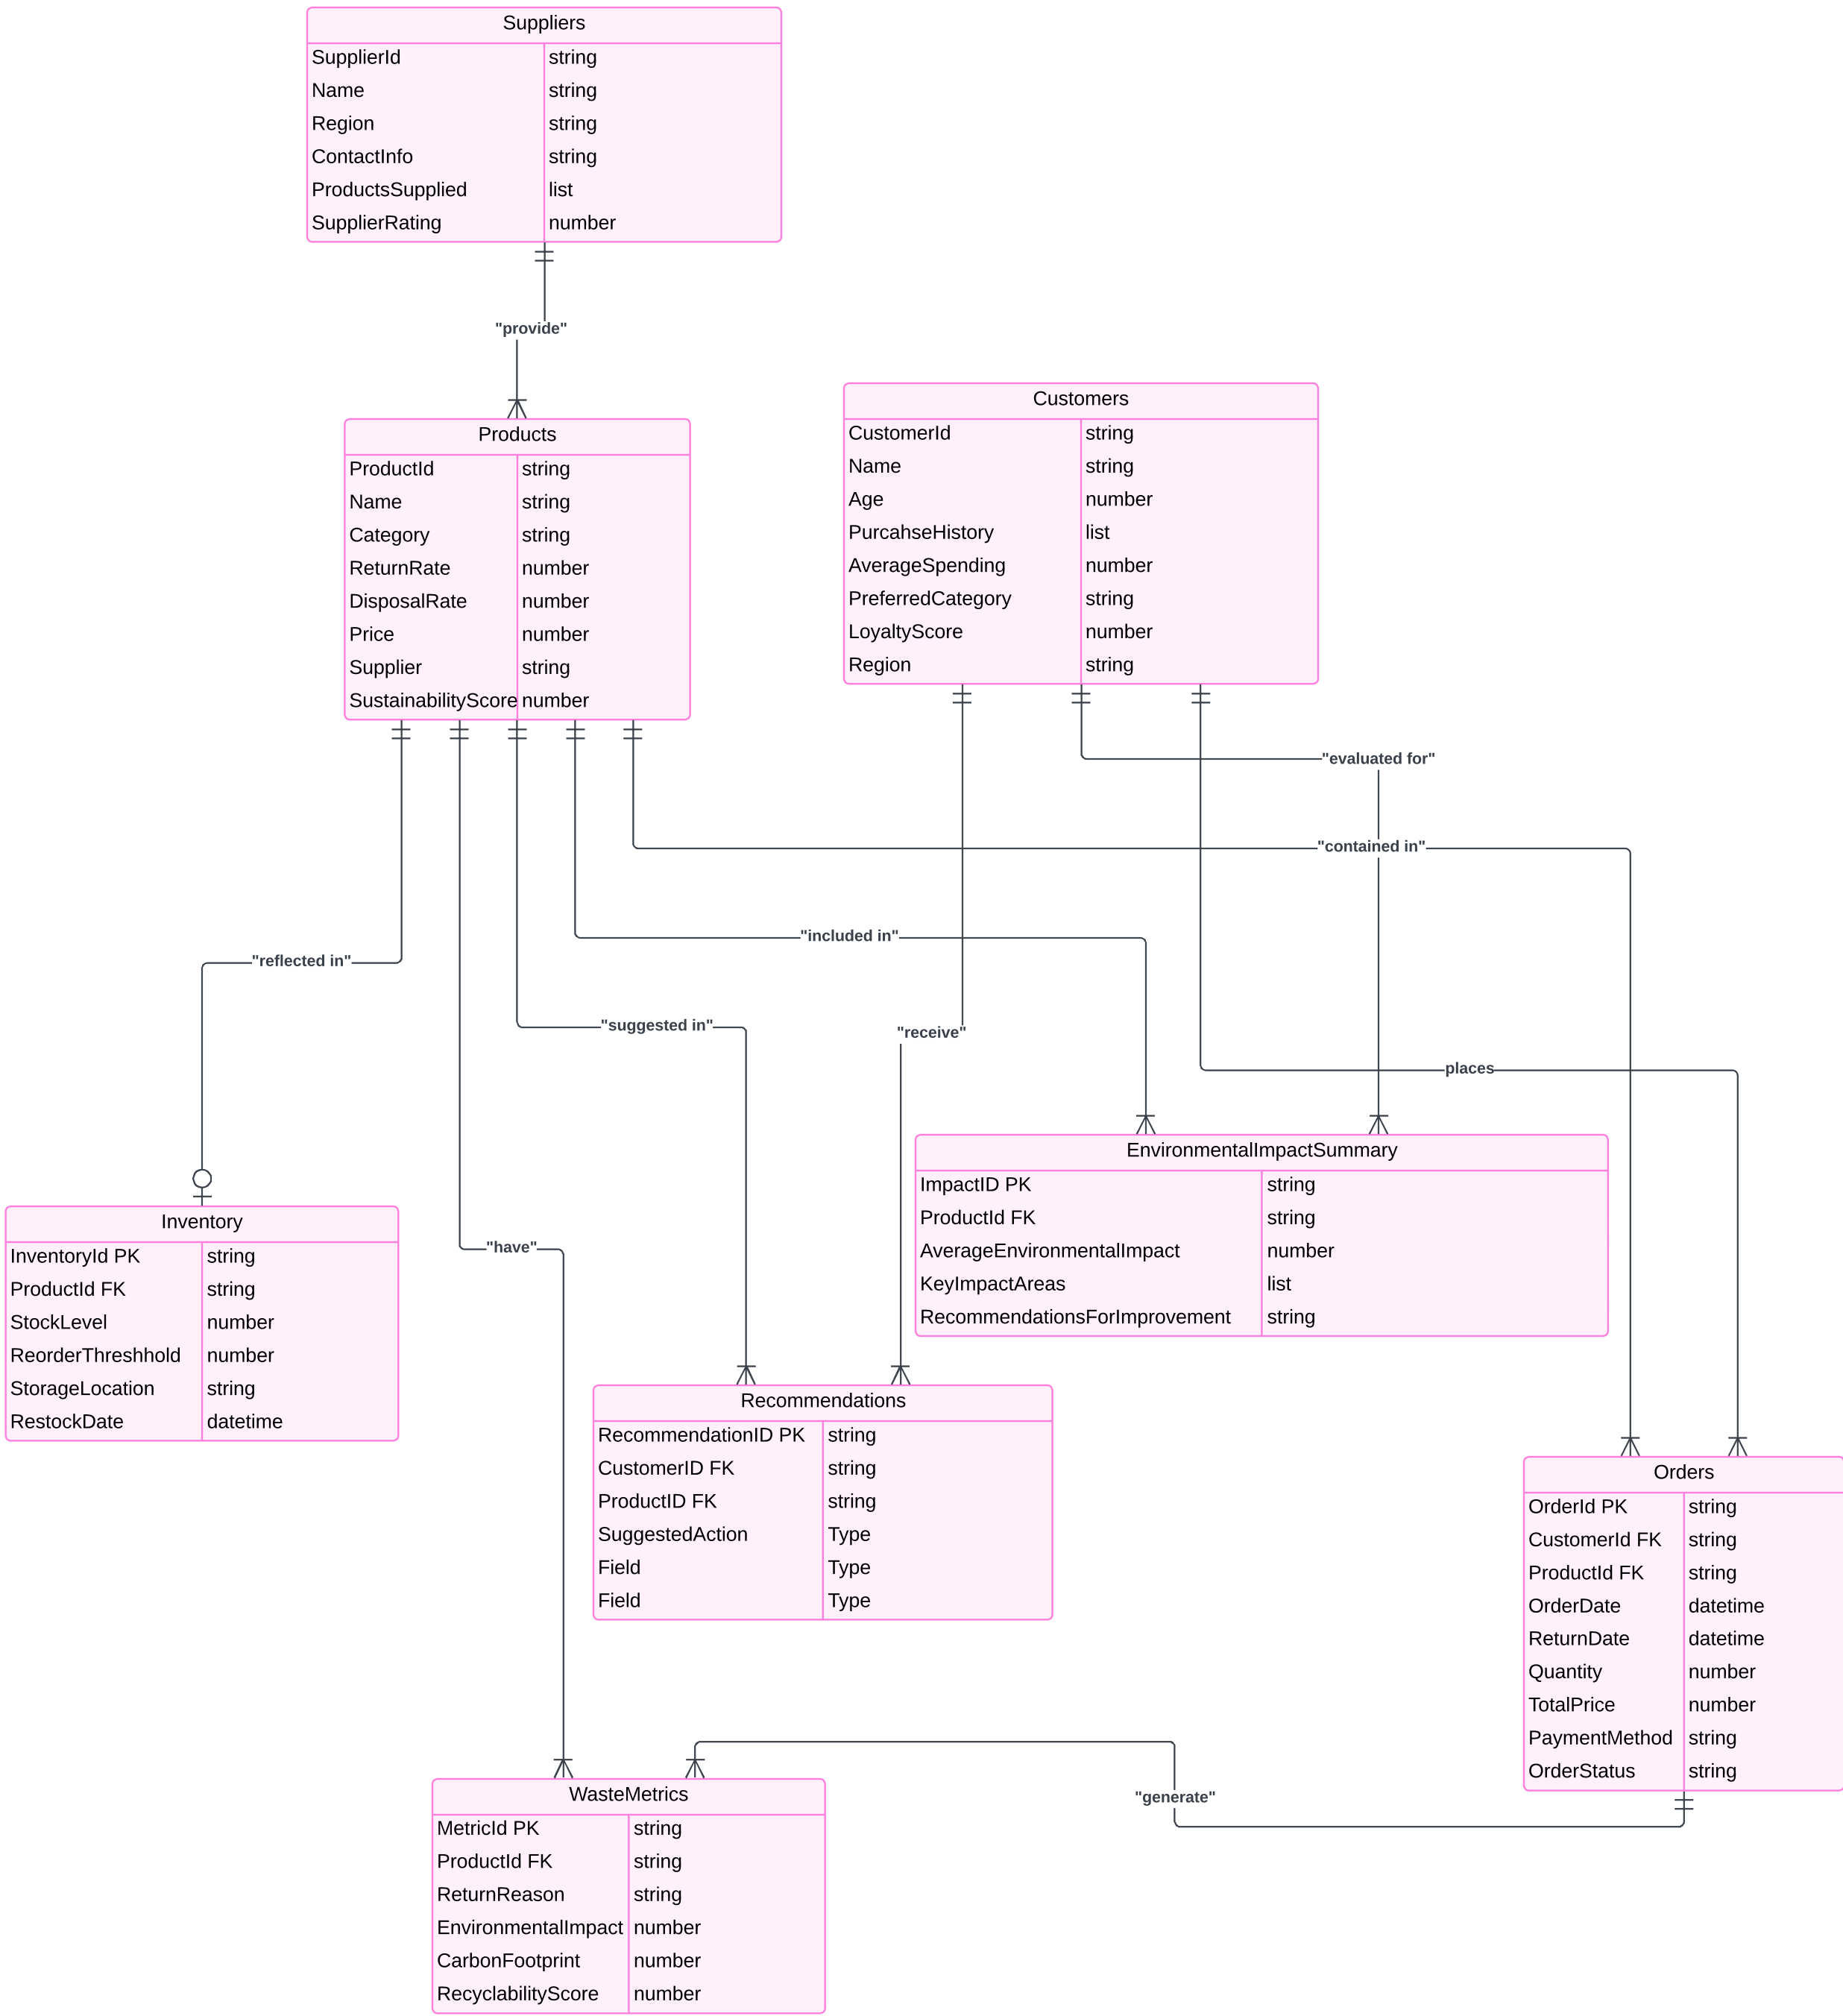 Suppliers
SupplierId string
Name string
Region string
ContactInfo string
ProductsSupplied list
SupplierRating number
"provide"
Products
ProductId string
Name string
Category string
ReturnRate number
DisposalRate number
Price number
Supplier string
SustainabilityScore number
Customers
CustomerId string
Name string
Age number
PurcahseHistory list
AverageSpending number
PreferredCategory string
LoyaltyScore number
Region string
"evaluated for"
"contained in"
"included in"
"reflected in"
"suggested in"
"receive"
places
EnvironmentalImpactSummary
ImpactID PK string
ProductId FK string
AverageEnvironmentalImpact number
KeyImpactAreas list
RecommendationsForImprovement string
Inventory
InventoryId PK string
ProductId FK string
StockLevel number
ReorderThreshhold number
StorageLocation string
RestockDate datetime
"have"
Recommendations
RecommendationID PK string
CustomerID FK string
ProductID FK string
SuggestedAction Type
Field Type
Field Type
Orders
OrderId PK string
CustomerId FK string
ProductId FK string
OrderDate datetime
ReturnDate datetime
Quantity number
TotalPrice number
PaymentMethod string
OrderStatus string
"generate"
WasteMetrics
MetricId PK string
ProductId FK string
ReturnReason string
EnvironmentalImpact number
CarbonFootprint number
RecyclabilityScore number